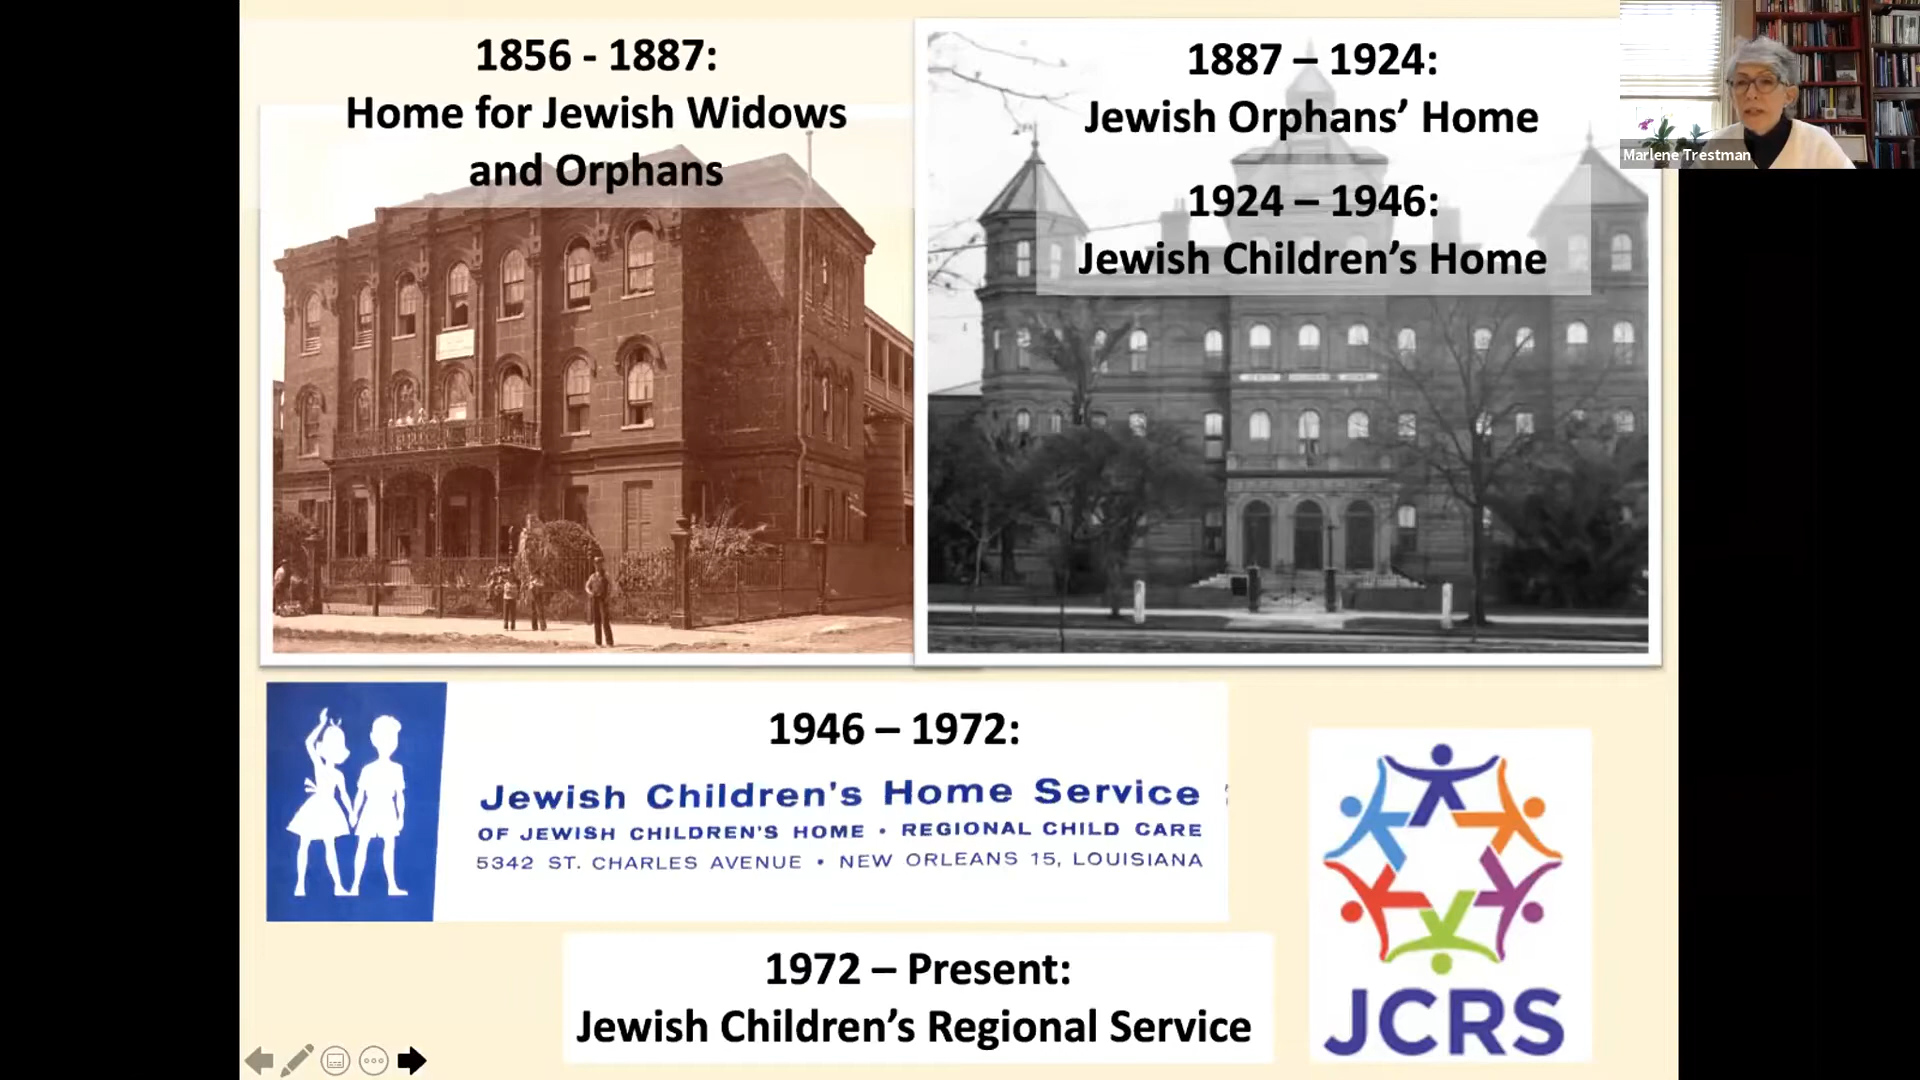 1856 - 1887:
Home for Jewish Widows
and Orphans
1887 – 1924:
Jewish Orphans’ Home
1924 – 1946:
Jewish Children’s Home
Marlene Trestman
1946 – 1972:
Jewish Children's Home Service
OF JEWISH CHILDREN'S HOME • REGIONAL CHILD CARE
5342 ST. CHARLES AVENUE • NEW ORLEANS 15, LOUISIANA
1972 – Present:
Jewish Children’s Regional Service
JCRS